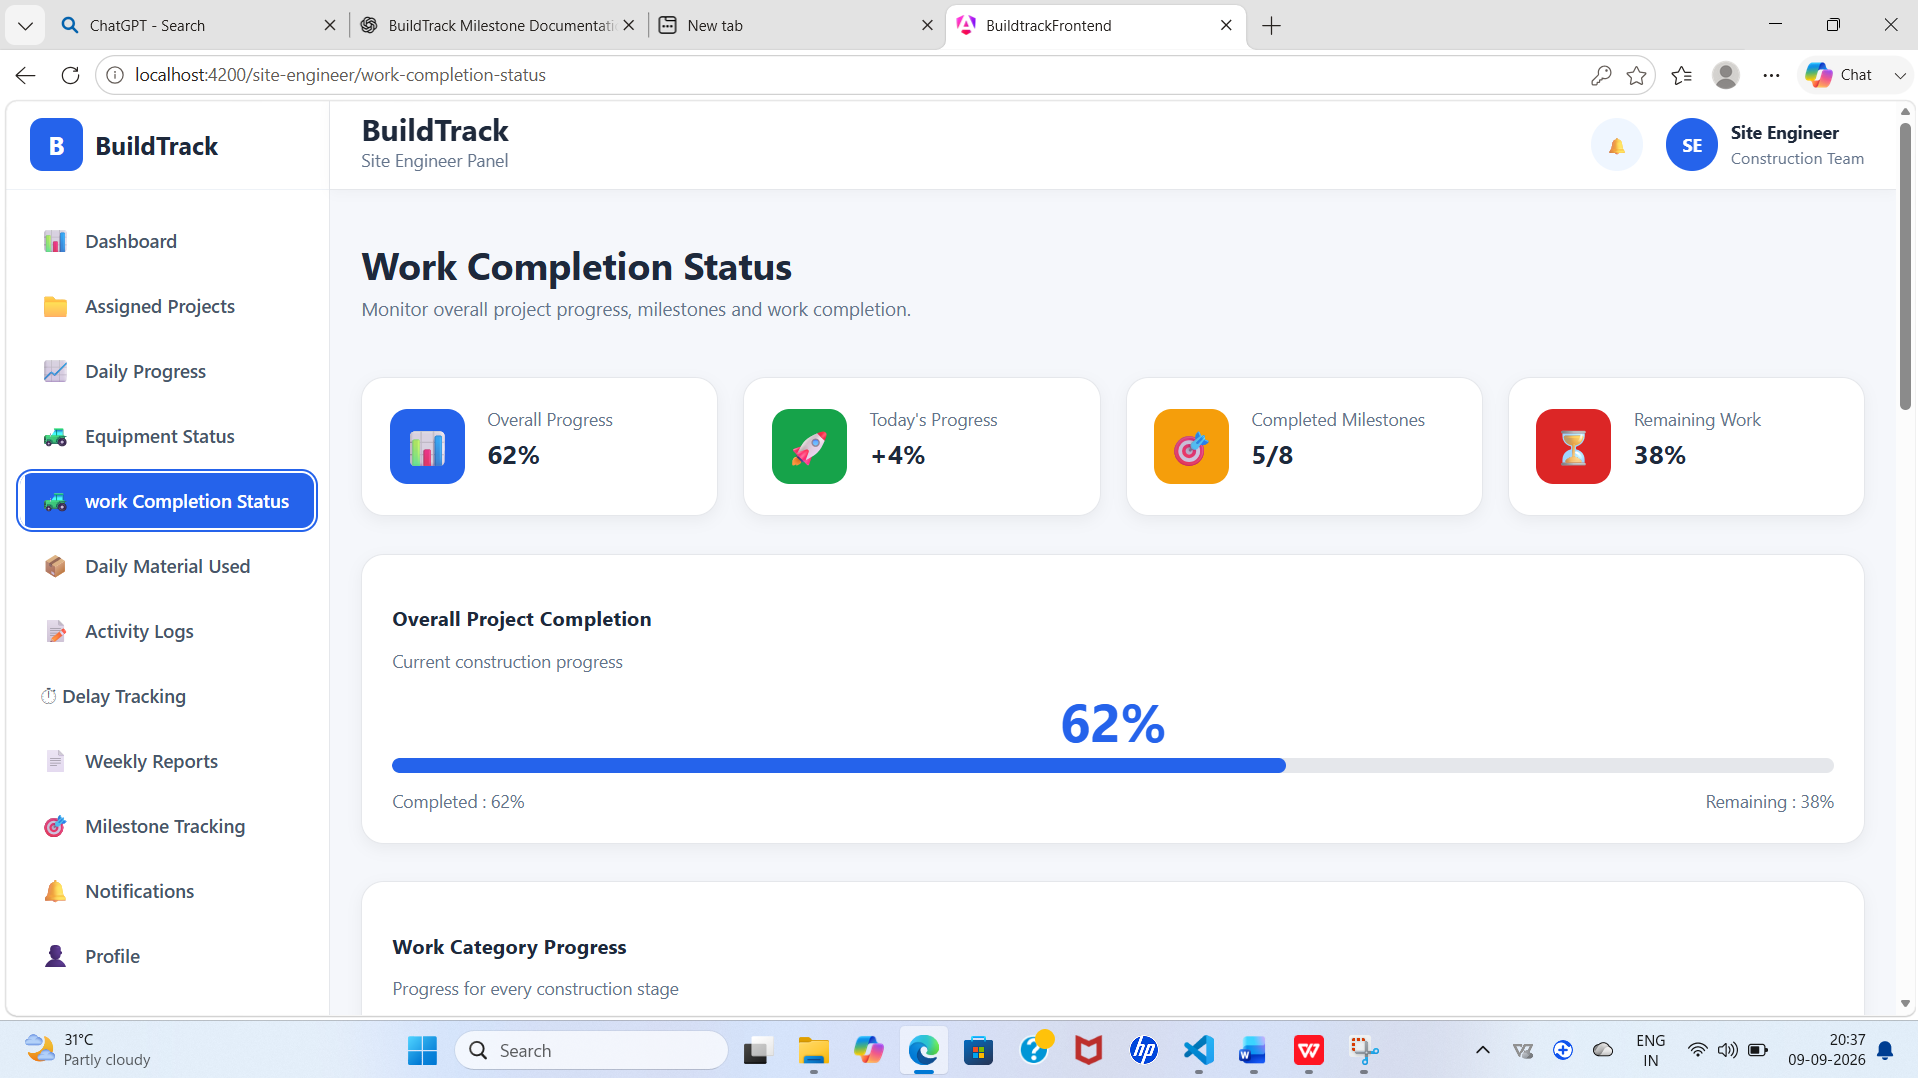 ChatGPT - Search
BuildTrack Milestone Documentati
New tab
BuildtrackFrontend
localhost:4200/site-engineer/work-completion-status
Chat
B
BuildTrack
BuildTrack
Site Engineer Panel
SE
Site Engineer
Construction Team
Dashboard
Assigned Projects
Daily Progress
Equipment Status
work Completion Status
Daily Material Used
Activity Logs
Delay Tracking
Weekly Reports
Milestone Tracking
Notifications
Profile
Work Completion Status
Monitor overall project progress, milestones and work completion.
Overall Progress
62%
Today's Progress
+4%
Completed Milestones
5/8
Remaining Work
38%
Overall Project Completion
Current construction progress
62%
Completed : 62%
Remaining : 38%
Work Category Progress
Progress for every construction stage
31°C
Partly cloudy
Search
ENG
IN
20:37
09-09-2026